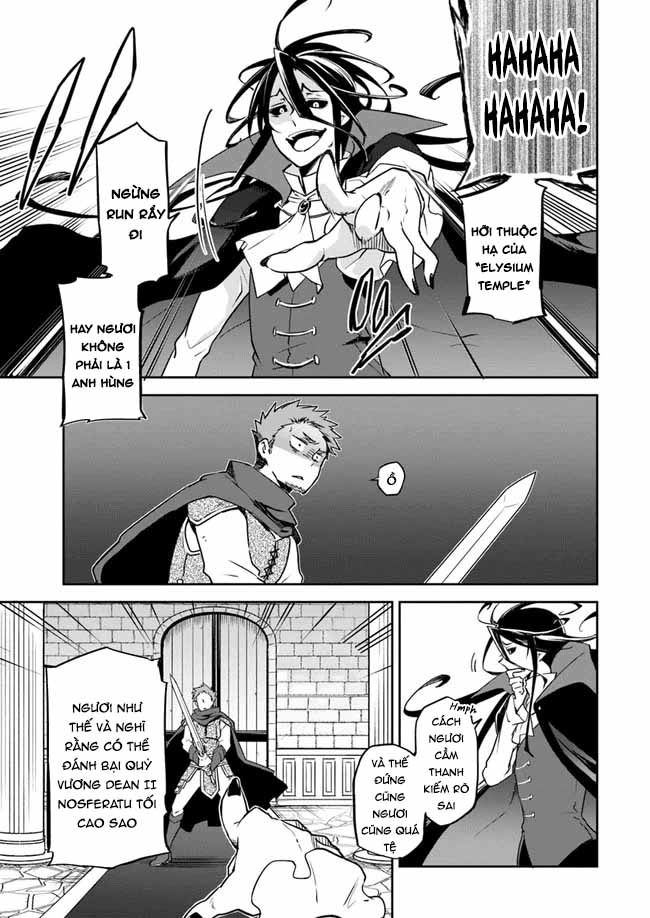 HAHAHA
HAHAHA!
HỠI THUỘC
HẠ CỦA
"ELYSIUM
TEMPLE"
NGỪNG
RUN RẨY
ĐI
HAY NGƯƠI
KHÔNG
PHẢI LÀ 1
ANH HÙNG
Ồ
Hmph
CÁCH
NGƯƠI
CẦM
THANH
KIẾM RÕ
SAI
VÀ THẾ
ĐỨNG
CŨNG
NGƯƠI
CŨNG QUÁ
TỆ
NGƯƠI NHƯ
THẾ VÀ NGHĨ
RẰNG CÓ THỂ
ĐÁNH BẠI QUỶ
VƯƠNG DEAN II
NOSFERATU TỐI
CAO SAO